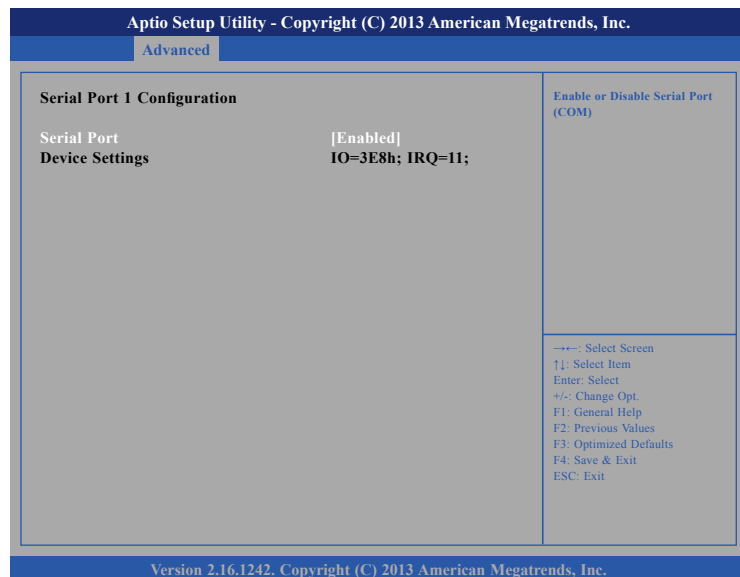 Aptio Setup Utility - Copyright (C) 2013 American Megatrends, Inc.
Advanced
Serial Port 1 Configuration
Serial Port [Enabled]
Device Settings IO=3E8h; IRQ=11;
Enable or Disable Serial Port
(COM)
→←: Select Screen
↑↓: Select Item
Enter: Select
+/-: Change Opt.
F1: General Help
F2: Previous Values
F3: Optimized Defaults
F4: Save & Exit
ESC: Exit
Version 2.16.1242. Copyright (C) 2013 American Megatrends, Inc.